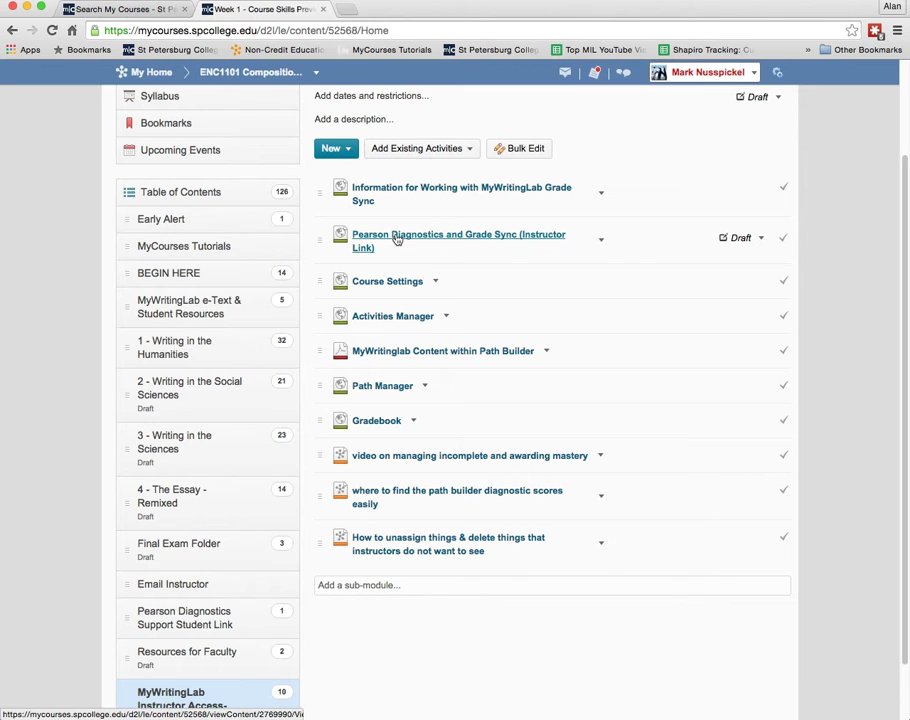 Search My Courses - St Pe
Week 1 - Course Skills Prev
Alan
https://mycourses.spcollege.edu/d2l/le/content/52568/Home
Apps
Bookmarks
St Petersburg Colleg
Non-Credit Educatio
MyCourses Tutorials
St Petersburg Colleg
Top MIL YouTube Vi
Shapiro Tracking: Cu
»
Other Bookmarks
My Home
ENC1101 Compositio...
Mark Nusspickel
Syllabus
Bookmarks
Upcoming Events
Table of Contents 126
Early Alert 1
MyCourses Tutorials
BEGIN HERE 14
MyWritingLab e-Text & 5
Student Resources
1 - Writing in the 32
Humanities
2 - Writing in the Social 21
Sciences
Draft
3 - Writing in the 23
Sciences
Draft
4 - The Essay - 14
Remixed
Draft
Final Exam Folder 3
Draft
Email Instructor
Pearson Diagnostics 1
Support Student Link
Resources for Faculty 2
Draft
MyWritingLab 10
Instructor Access-
Add dates and restrictions...
Draft
Add a description...
New
Add Existing Activities
Bulk Edit
Information for Working with MyWritingLab Grade
Sync
Pearson Diagnostics and Grade Sync (Instructor
Link)
Draft
Course Settings
Activities Manager
MyWritinglab Content within Path Builder
Path Manager
Gradebook
video on managing incomplete and awarding mastery
where to find the path builder diagnostic scores
easily
How to unassign things & delete things that
instructors do not want to see
Add a sub-module...
https://mycourses.spcollege.edu/d2l/le/content/52568/viewContent/2769990/Vie